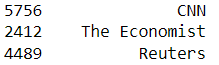 5756 CNN
2412 The Economist
4489 Reuters